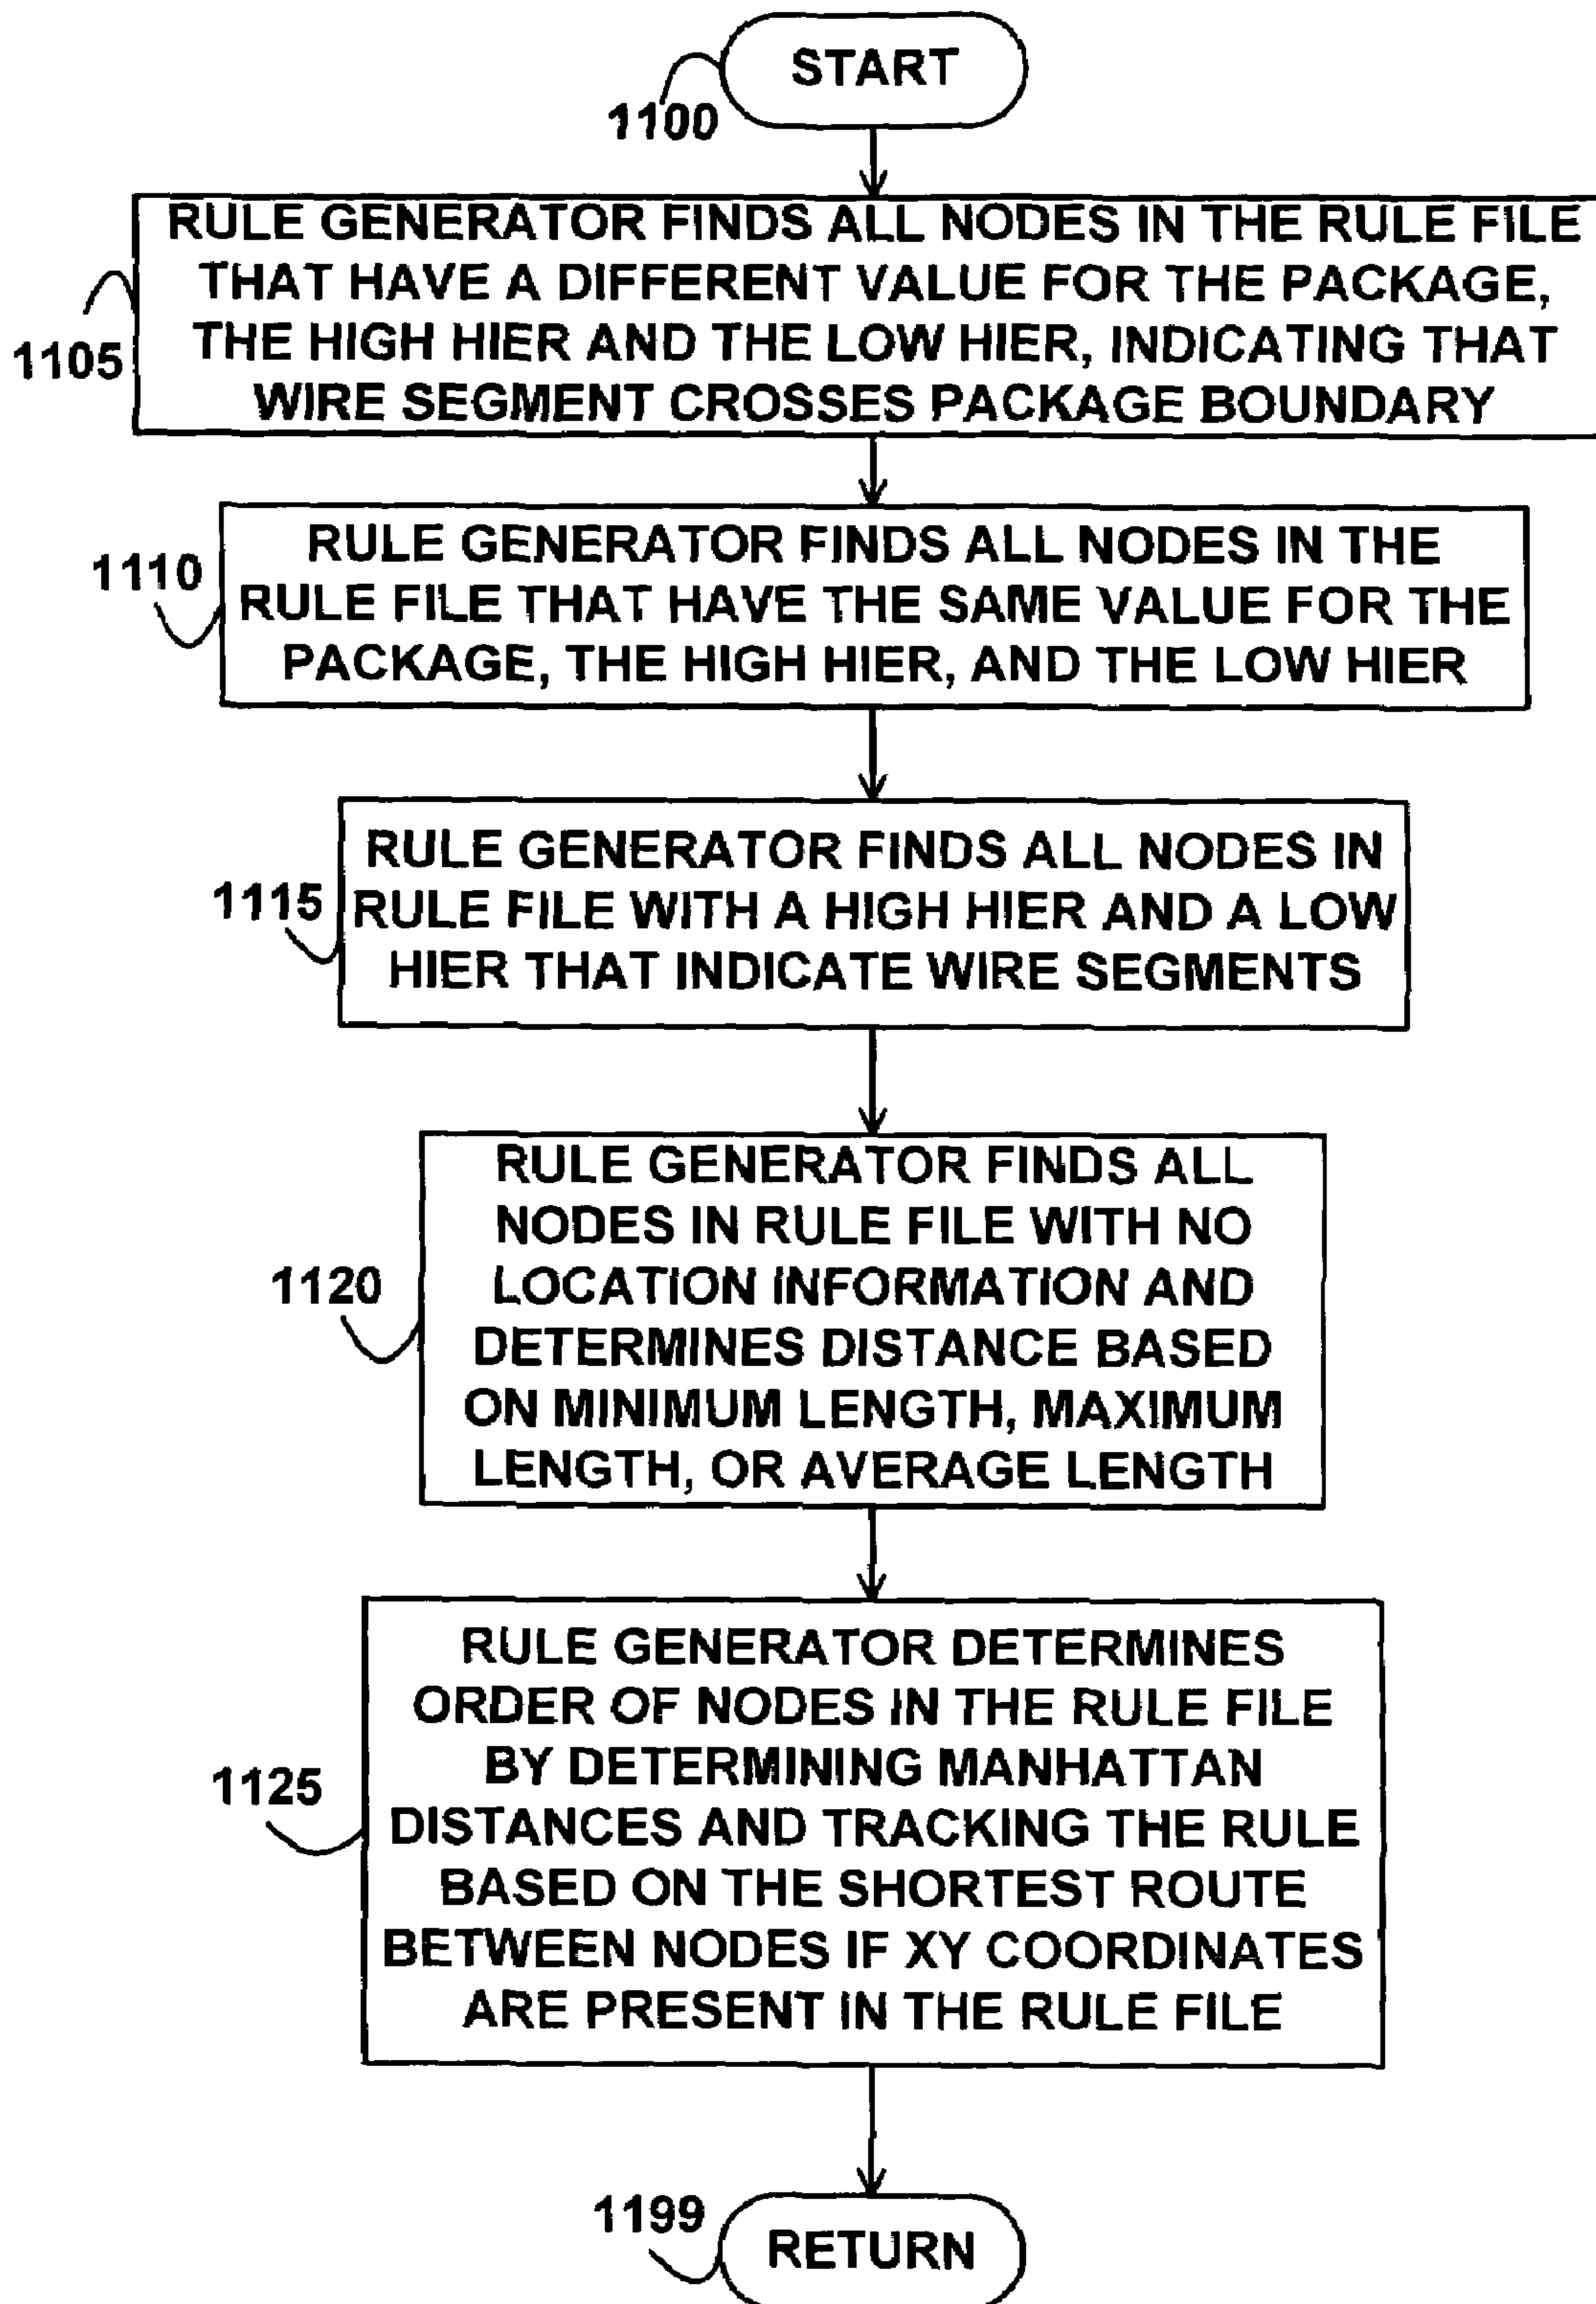 START
1100
RULE GENERATOR FINDS ALL NODES IN THE RULE FILE
THAT HAVE A DIFFERENT VALUE FOR THE PACKAGE,
THE HIGH HIER AND THE LOW HIER, INDICATING THAT
WIRE SEGMENT CROSSES PACKAGE BOUNDARY
1105
RULE GENERATOR FINDS ALL NODES IN THE
RULE FILE THAT HAVE THE SAME VALUE FOR THE
PACKAGE, THE HIGH HIER, AND THE LOW HIER
1110
RULE GENERATOR FINDS ALL NODES IN
RULE FILE WITH A HIGH HIER AND A LOW
HIER THAT INDICATE WIRE SEGMENTS
1115
RULE GENERATOR FINDS ALL
NODES IN RULE FILE WITH NO
LOCATION INFORMATION AND
DETERMINES DISTANCE BASED
ON MINIMUM LENGTH, MAXIMUM
LENGTH, OR AVERAGE LENGTH
1120
RULE GENERATOR DETERMINES
ORDER OF NODES IN THE RULE FILE
BY DETERMINING MANHATTAN
DISTANCES AND TRACKING THE RULE
BASED ON THE SHORTEST ROUTE
BETWEEN NODES IF XY COORDINATES
ARE PRESENT IN THE RULE FILE
1125
1199
RETURN